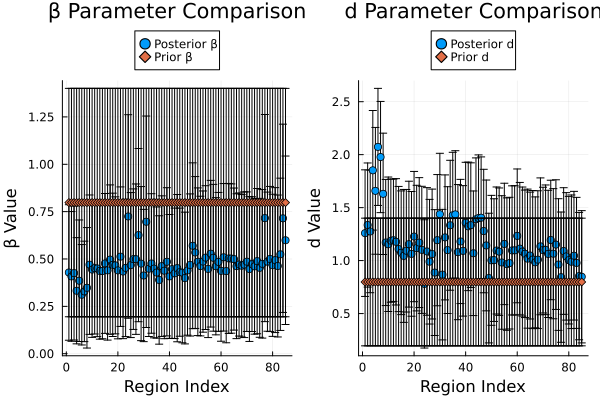 β Parameter Comparison
Posterior β
Prior β
β Value
1.25
1.00
0.75
0.50
0.25
0.00
0
20
40
60
80
Region Index
d Parameter Comparison
Posterior d
Prior d
d Value
2.5
2.0
1.5
1.0
0.5
0
20
40
60
80
Region Index